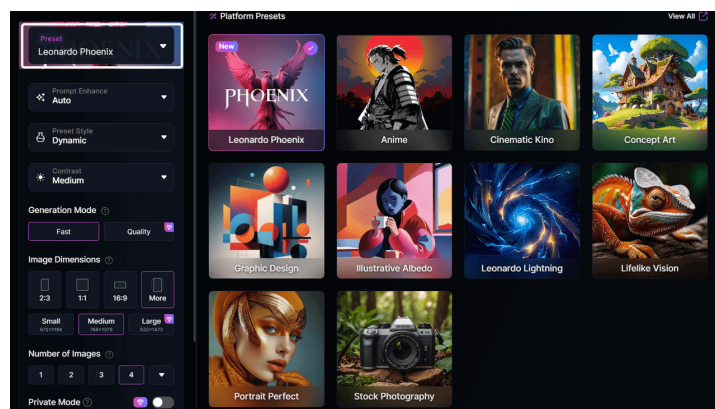 Preset
Leonardo Phoenix
Prompt Enhance
Auto
Preset Style
Dynamic
Contrast
Medium
Generation Mode
Fast
Quality
Image Dimensions
2:3
1:1
16:9
More
Small
Medium
768×1376
Large
Number of Images
1
2
3
4
Private Mode
Platform Presets
View All
New
PHOENIX
Leonardo Phoenix
Anime
Cinematic Kino
Concept Art
Graphic Design
Illustrative Albedo
Leonardo Lightning
Lifelike Vision
Portrait Perfect
Stock Photography